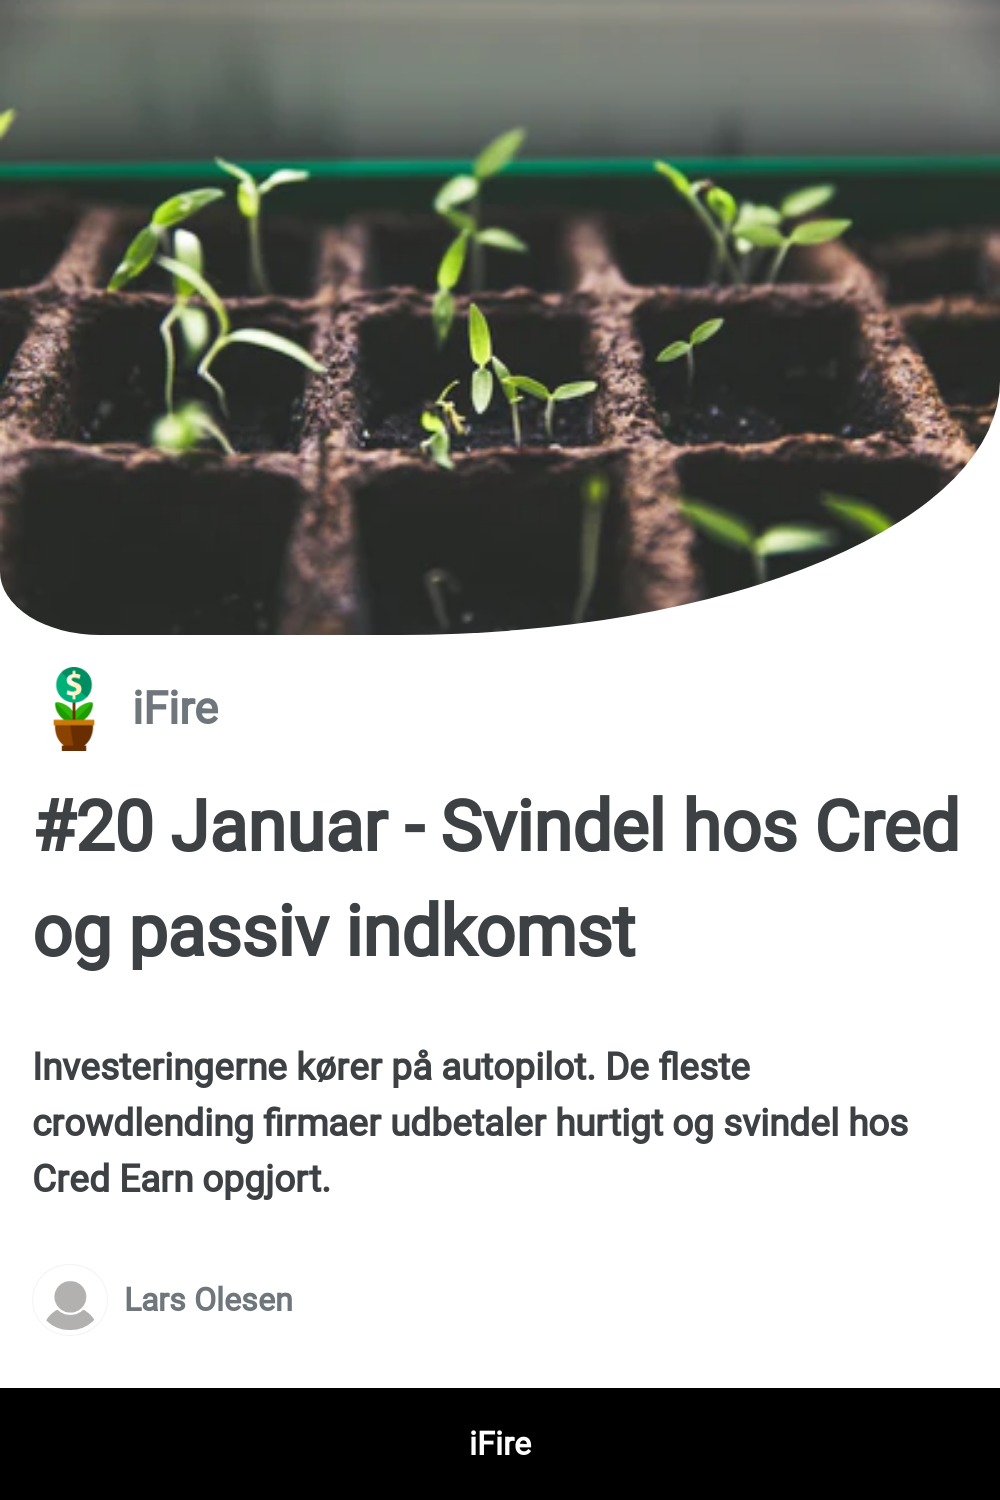 iFire
#20 Januar - Svindel hos Cred
og passiv indkomst
Investeringerne kører på autopilot. De fleste
crowdlending firmaer udbetaler hurtigt og svindel hos
Cred Earn opgjort.
Lars Olesen
iFire